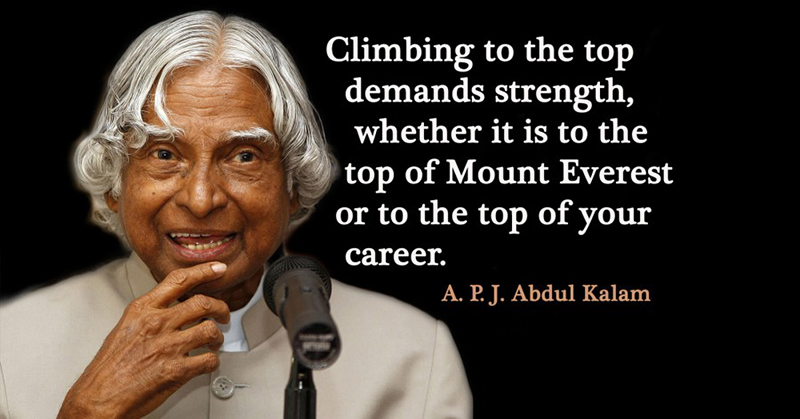 Climbing to the top
demands strength,
whether it is to the
top of Mount Everest
or to the top of your
career.
A. P. J. Abdul Kalam